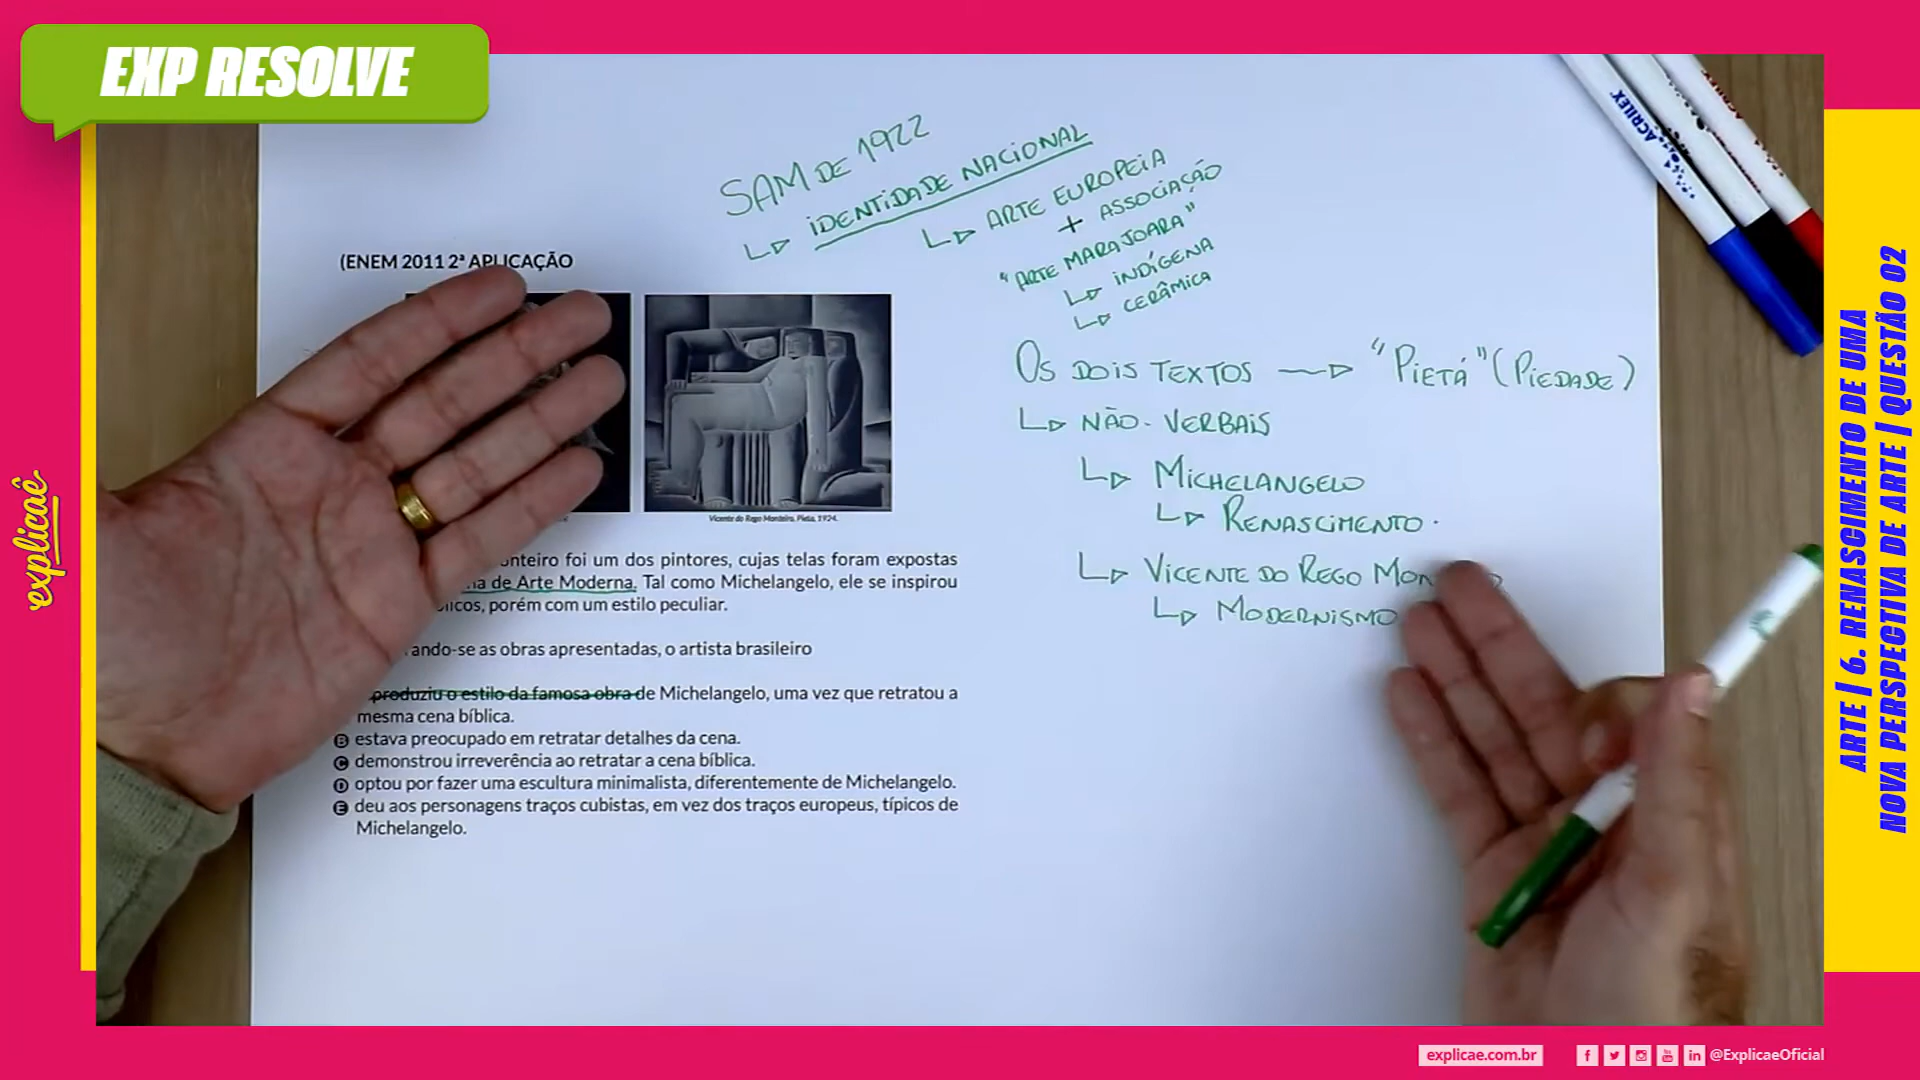 EXP RESOLVE
SAM DE 1922
↳ IDENTIDADE NACIONAL
↳ ARTE EUROPEIA
+ ASSOCIAÇÃO
"ARTE MARAJOARA"
↳ INDÍGENA
↳ CERÂMICA
(ENEM 2011 2ª APLICAÇÃO
Vicente do Rego Monteiro, Pietá, 1924.
foi um dos pintores, cujas telas foram expostas
de Arte Moderna. Tal como Michelangelo, ele se inspirou
porém com um estilo peculiar.
as obras apresentadas, o artista brasileiro
o estilo da famosa obra de Michelangelo, uma vez que retratou a
mesma cena bíblica.
B estava preocupado em retratar detalhes da cena.
C demonstrou irreverência ao retratar a cena bíblica.
D optou por fazer uma escultura minimalista, diferentemente de Michelangelo.
E deu aos personagens traços cubistas, em vez dos traços europeus, típicos de
Michelangelo.
OS DOIS TEXTOS → "PIETÁ" (PIEDADE)
↳ NÃO-VERBAIS
↳ MICHELANGELO
↳ RENASCIMENTO.
↳ VICENTE DO REGO
↳ MODERNISMO
ACRILEX
explicaê
ARTE | 6. RENASCIMENTO DE UMA
NOVA PERSPECTIVA DE ARTE | QUESTÃO 02
explicae.com.br
@ExplicaeOficial